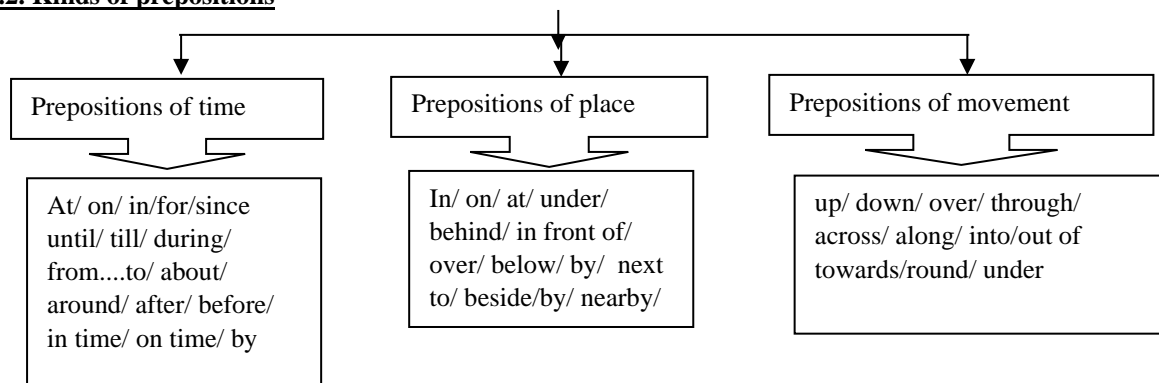 .2. Kinds of prepositions
Prepositions of time
At/ on/ in/for/since
until/ till/ during/
from....to/ about/
around/ after/ before/
in time/ on time/ by
Prepositions of place
In/ on/ at/ under/
behind/ in front of/
over/ below/ by/ next
to/ beside/by/ nearby/
Prepositions of movement
up/ down/ over/ through/
across/ along/ into/out of
towards/round/ under